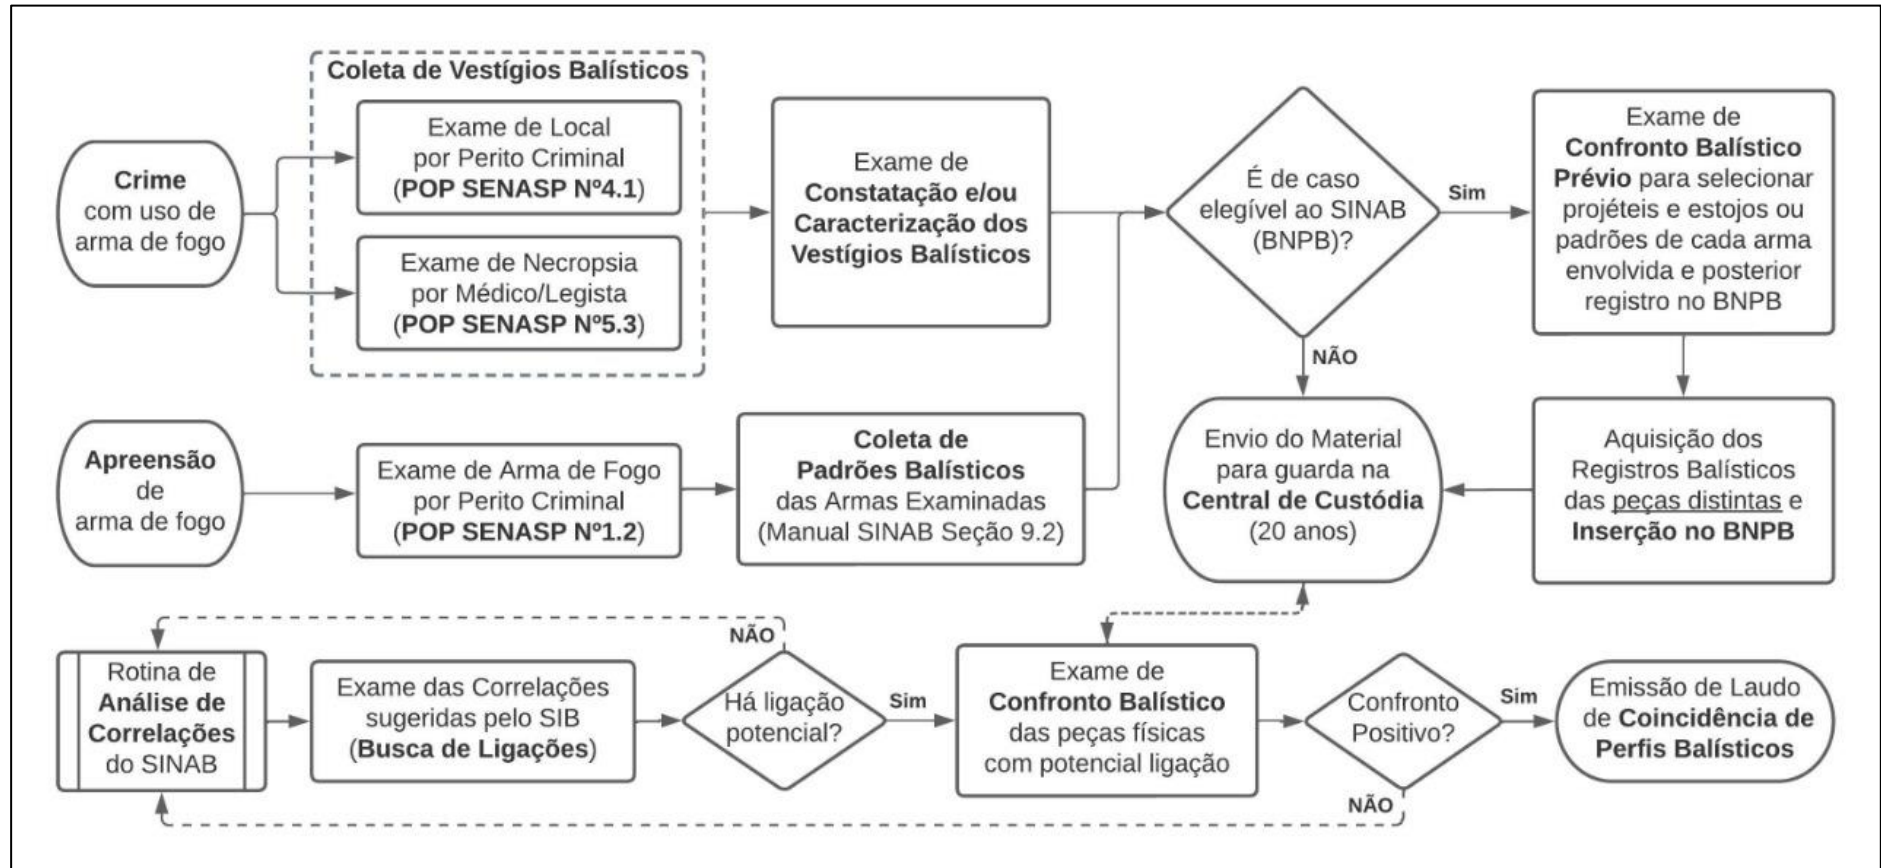 Coleta de Vestígios Balísticos
Crime
com uso de
arma de fogo
Exame de Local
por Perito Criminal
(POP SENASP Nº4.1)
Exame de Necropsia
por Médico/Legista
(POP SENASP Nº5.3)
Exame de
Constatação e/ou
Caracterização dos
Vestígios Balísticos
É de caso
elegível ao SINAB
(BNPB)?
Sim
NÃO
Exame de
Confronto Balístico
Prévio para selecionar
projéteis e estojos ou
padrões de cada arma
envolvida e posterior
registro no BNPB
Apreensão
de
arma de fogo
Exame de Arma de Fogo
por Perito Criminal
(POP SENASP Nº1.2)
Coleta de
Padrões Balísticos
das Armas Examinadas
(Manual SINAB Seção 9.2)
Envio do Material
para guarda na
Central de Custódia
(20 anos)
Aquisição dos
Registros Balísticos
das peças distintas e
Inserção no BNPB
Rotina de
Análise de
Correlações
do SINAB
Exame das Correlações
sugeridas pelo SIB
(Busca de Ligações)
NÃO
Há ligação
potencial?
Sim
Exame de
Confronto Balístico
das peças físicas
com potencial ligação
Confronto
Positivo?
Sim
NÃO
Emissão de Laudo
de Coincidência de
Perfis Balísticos